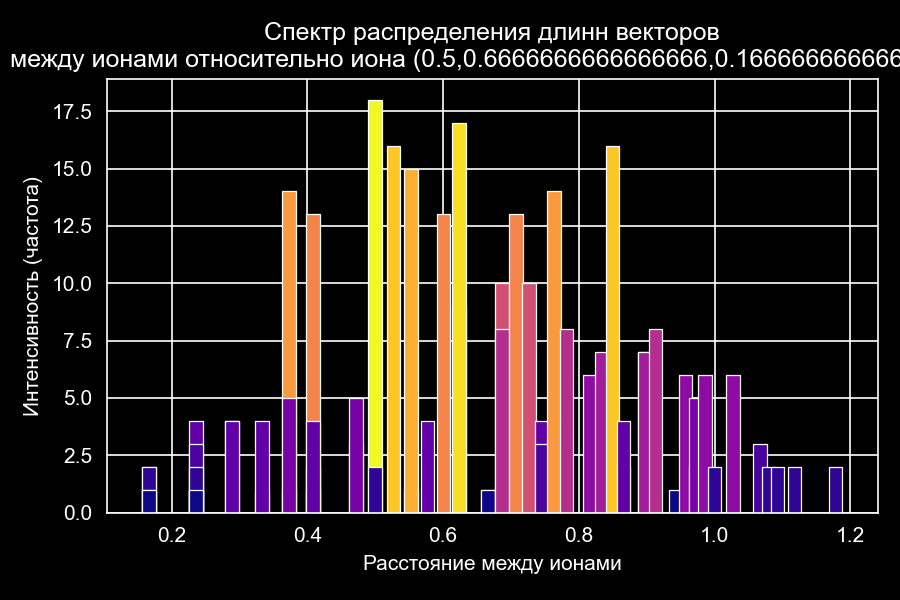 Спектр распределения длинн векторов
между ионами относительно иона (0.5,0.6666666666666666,0.166666666666
17.5
15.0
12.5
10.0
7.5
5.0
2.5
0.0
Интенсивность (частота)
0.2 0.4 0.6 0.8 1.0 1.2
Расстояние между ионами